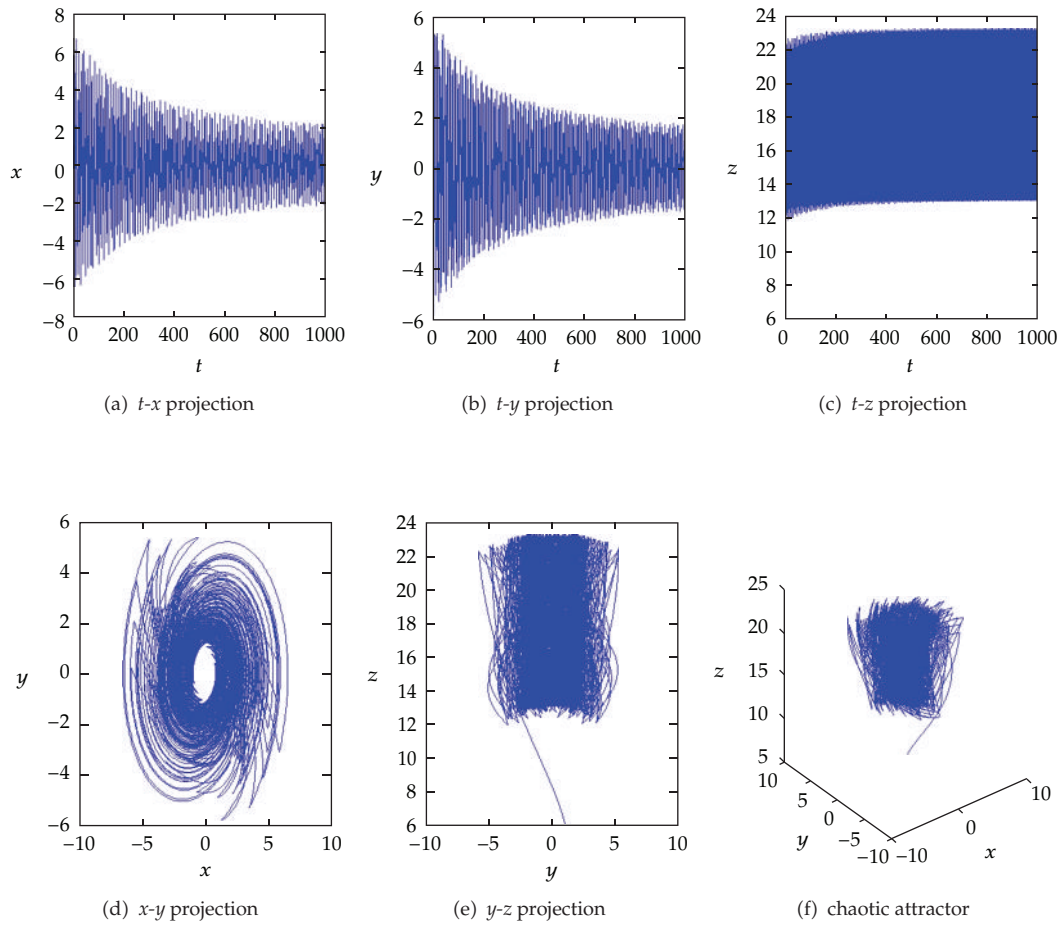 8
6
4
2
0
−2
−4
−6
−8
x
0 200 400 600 800 1000
t
(a) t-x projection
6
4
2
0
−2
−4
−6
y
0 200 400 600 800 1000
t
(b) t-y projection
24
22
20
18
16
14
12
10
8
6
z
0 200 400 600 800 1000
t
(c) t-z projection
6
4
2
0
−2
−4
−6
y
−10 −5 0 5 10
x
(d) x-y projection
24
22
20
18
16
14
12
10
8
6
z
−10 −5 0 5 10
y
(e) y-z projection
25
20
15
10
5
z
10
5
0
−5
−10
y
−10
0
10
x
(f) chaotic attractor